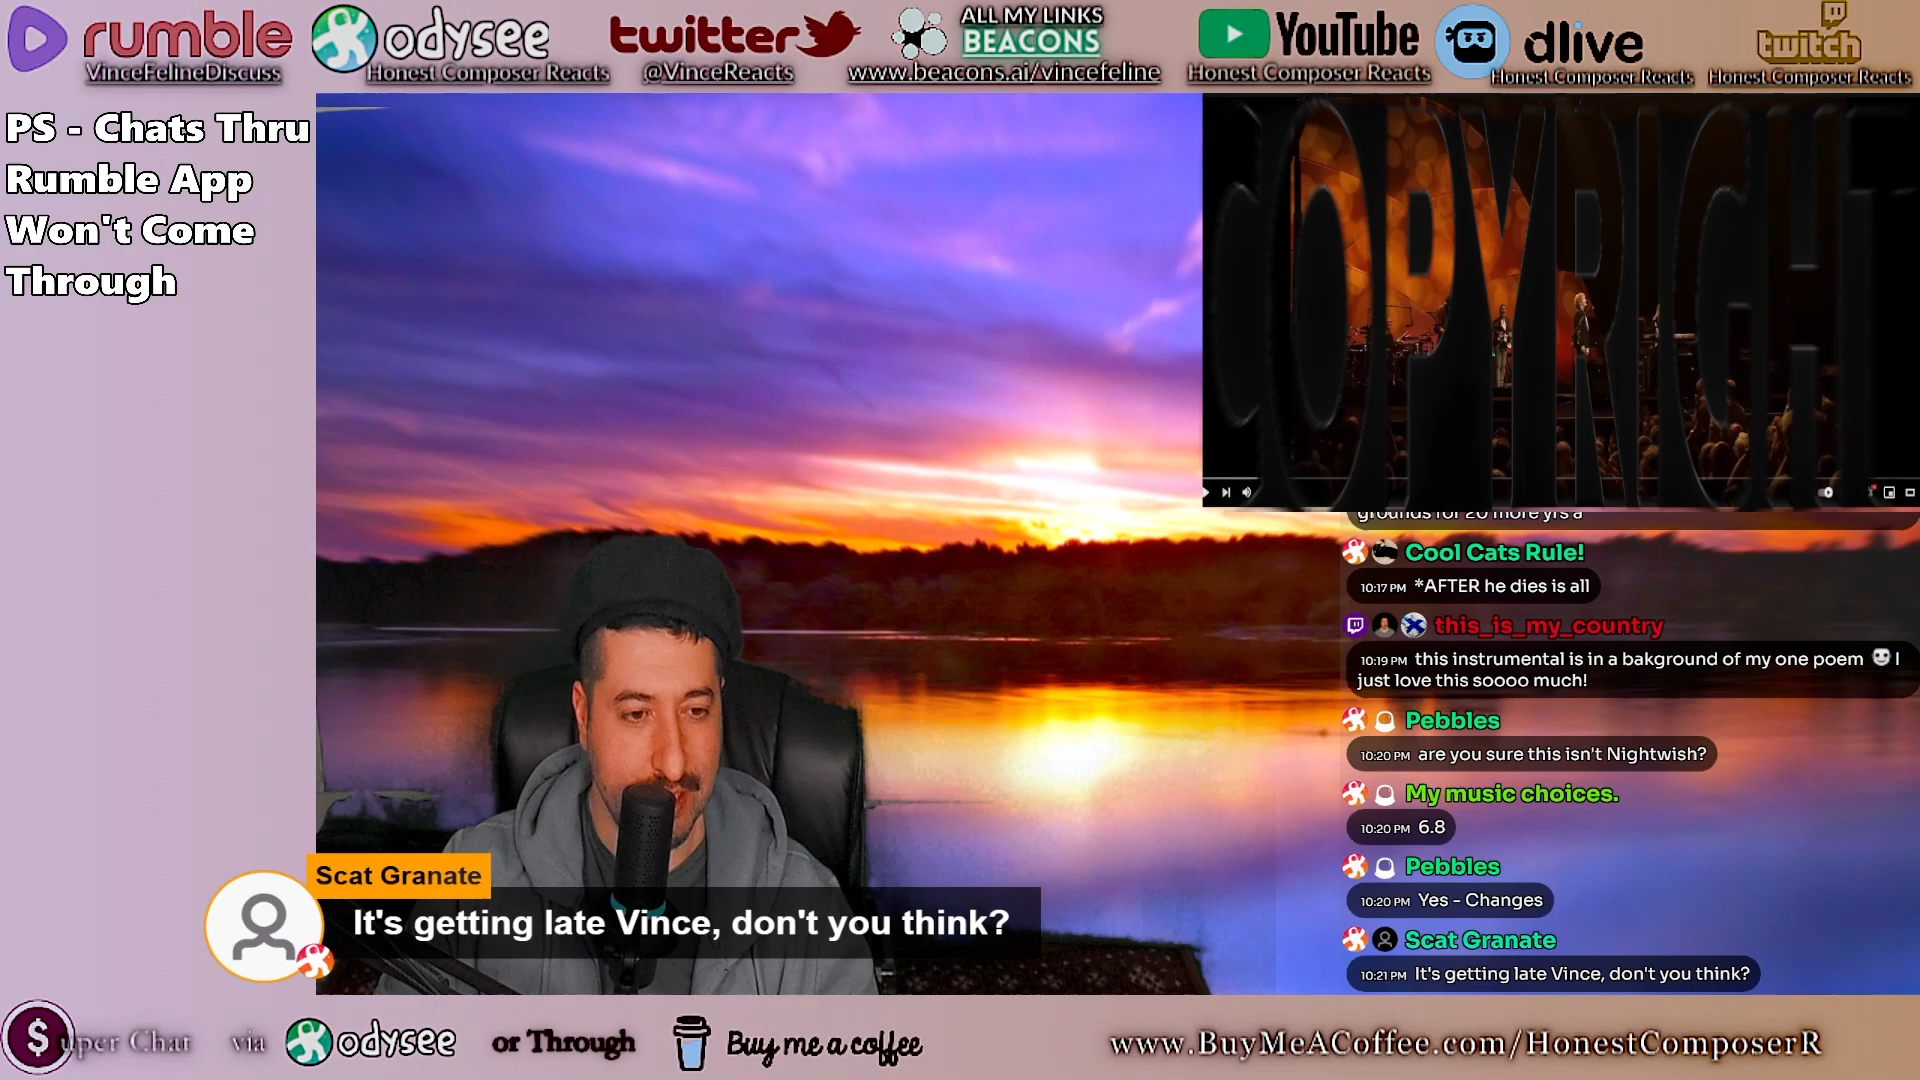 rumble
VinceFelineDiscuss
odysee
Honest Composer Reacts
twitter
@VinceReacts
ALL MY LINKS
BEACONS
www.beacons.ai/vincefeline
YouTube
Honest Composer Reacts
dlive
Honest Composer Reacts
twitch
Honest Composer Reacts
PS - Chats Thru
Rumble App
Won't Come
Through
COPYRIGHT
grounds for 20 more yrs a
Cool Cats Rule!
10:17 PM *AFTER he dies is all
this_is_my_country
10:19 PM this instrumental is in a bakground of my one poem I
just love this soooo much!
Pebbles
10:20 PM are you sure this isn't Nightwish?
My music choices.
10:20 PM 6.8
Pebbles
10:20 PM Yes - Changes
Scat Granate
10:21 PM It's getting late Vince, don't you think?
Scat Granate
It's getting late Vince, don't you think?
$uper Chat via odysee or Through Buy me a coffee www.BuyMeACoffee.com/HonestComposerR